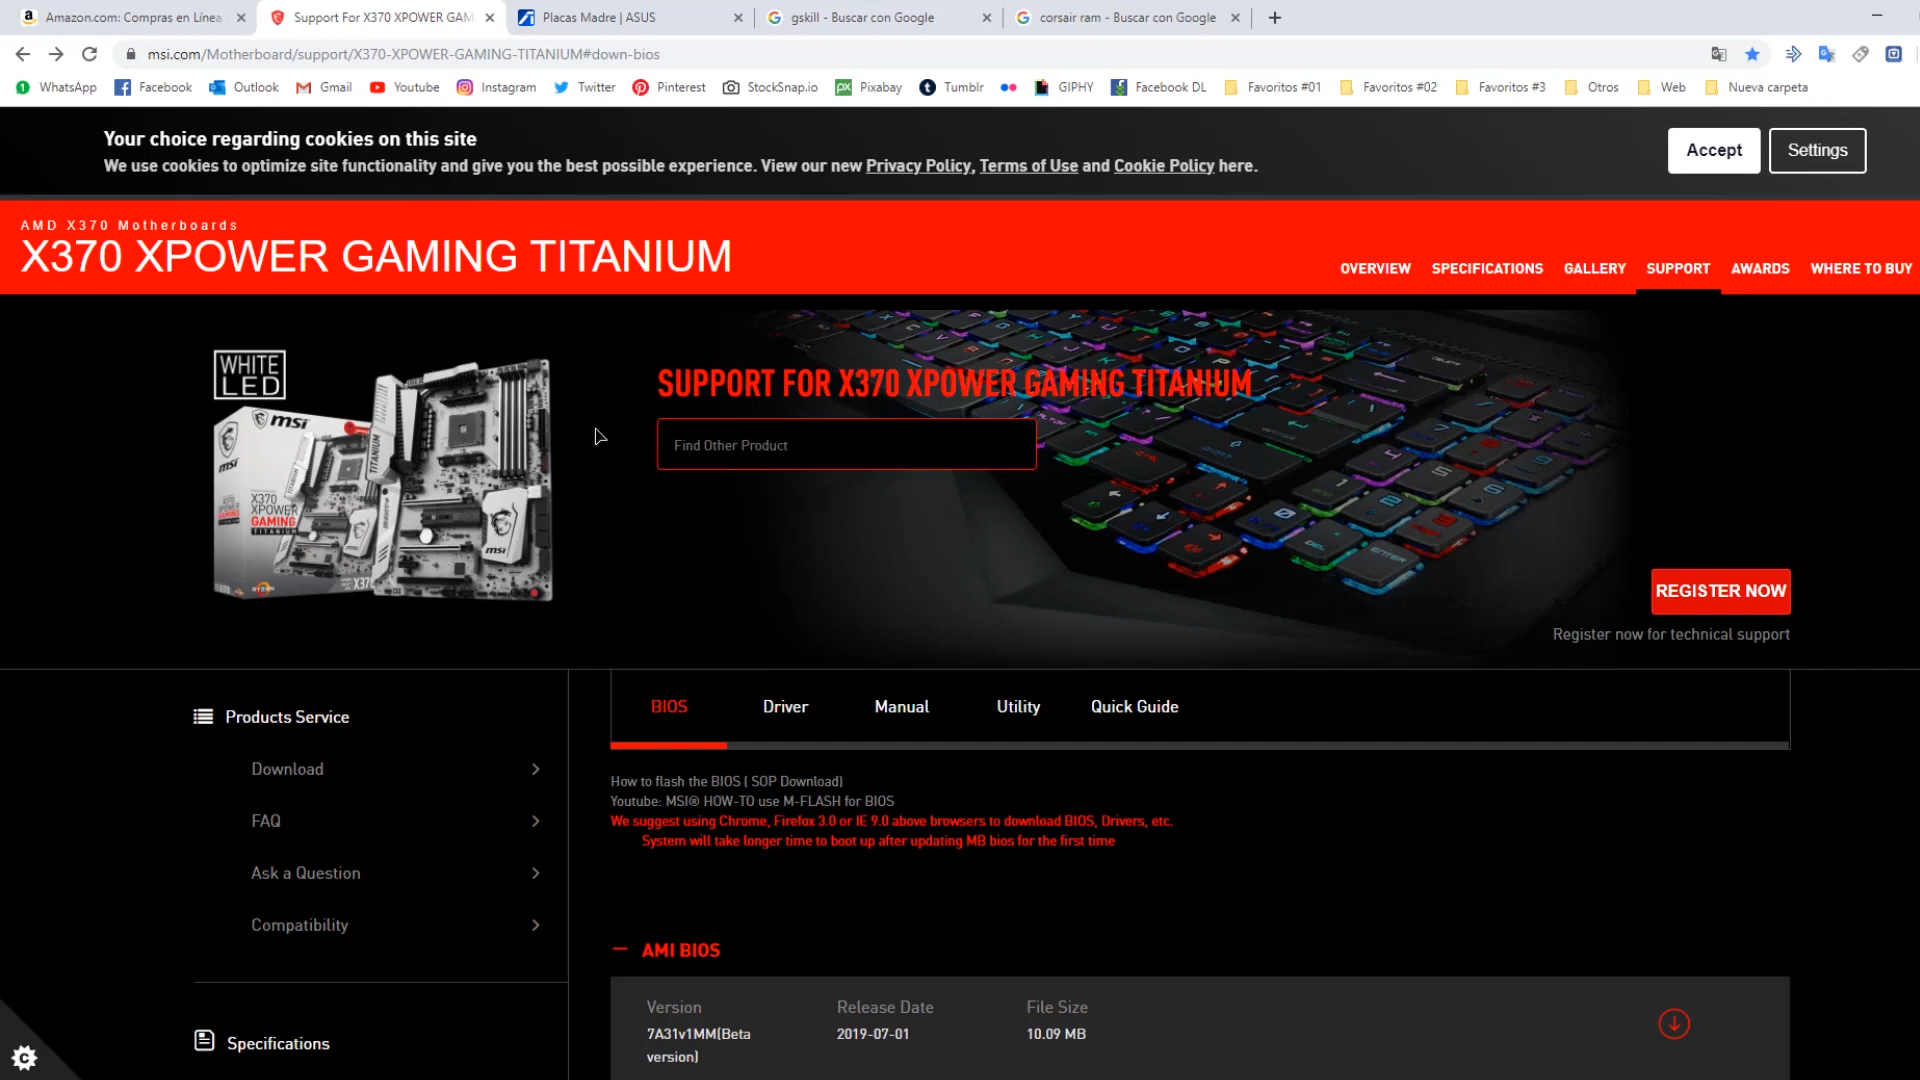 Amazon.com: Compras en Línea
Support For X370 XPOWER GAM
Placas Madre | ASUS
gskill - Buscar con Google
corsair ram - Buscar con Google
msi.com/Motherboard/support/X370-XPOWER-GAMING-TITANIUM#down-bios
WhatsApp Facebook Outlook Gmail Youtube Instagram Twitter Pinterest StockSnap.io Pixabay Tumblr GIPHY Facebook DL Favoritos #01 Favoritos #02 Favoritos #3 Otros Web Nueva carpeta
Your choice regarding cookies on this site
We use cookies to optimize site functionality and give you the best possible experience. View our new Privacy Policy, Terms of Use and Cookie Policy here.
Accept
Settings
AMD X370 Motherboards
X370 XPOWER GAMING TITANIUM
OVERVIEW SPECIFICATIONS GALLERY SUPPORT AWARDS WHERE TO BUY
WHITE
LED
msi
msi
X370
XPOWER
GAMING
TITANIUM
TITANIUM
RYZEN
X370
msi
SUPPORT FOR X370 XPOWER GAMING TITANIUM
Find Other Product
REGISTER NOW
Register now for technical support
Products Service
Download
FAQ
Ask a Question
Compatibility
Specifications
BIOS Driver Manual Utility Quick Guide
How to flash the BIOS ( SOP Download)
Youtube: MSI® HOW-TO use M-FLASH for BIOS
We suggest using Chrome, Firefox 3.0 or IE 9.0 above browsers to download BIOS, Drivers, etc.
System will take longer time to boot up after updating MB bios for the first time
AMI BIOS
Version Release Date File Size
7A31v1MM(Beta 2019-07-01 10.09 MB
version)